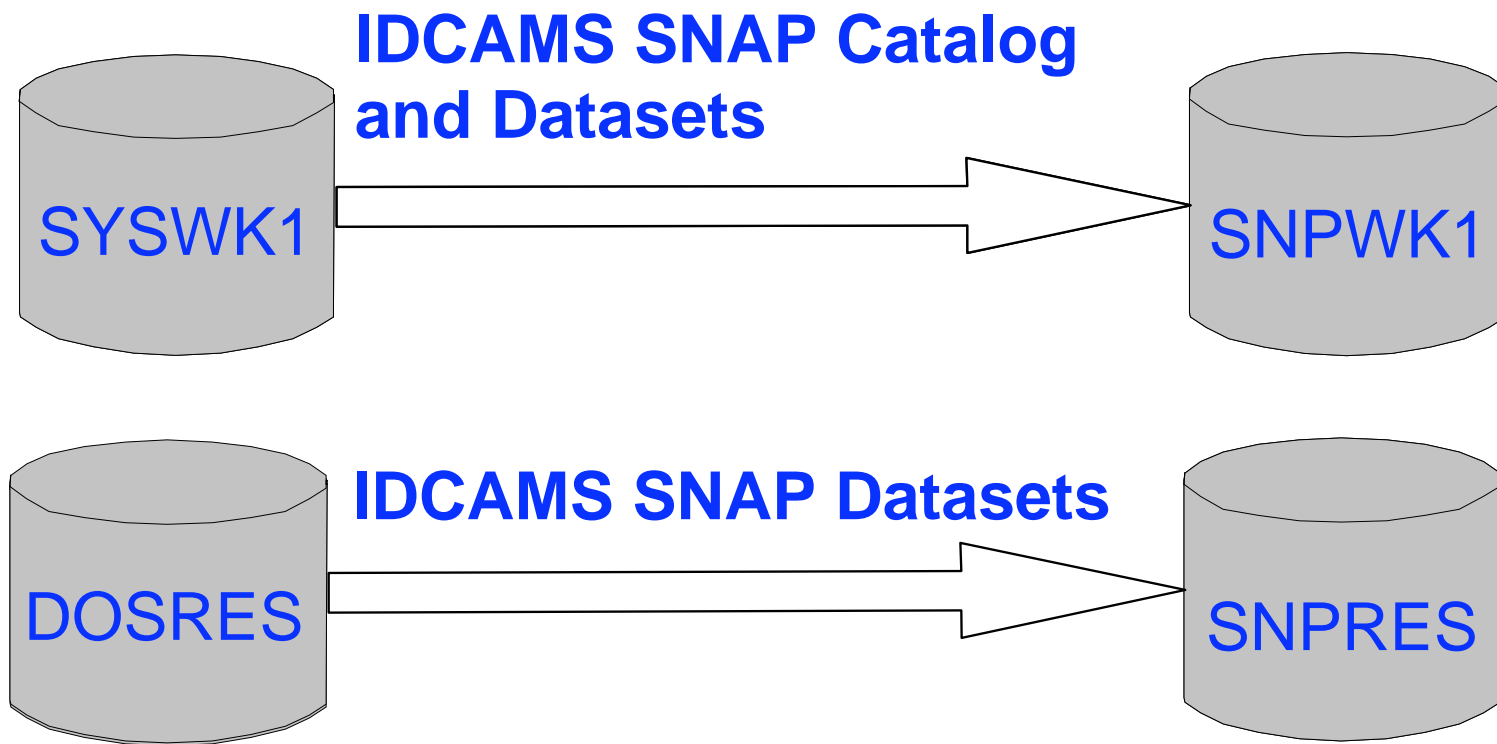 IDCAMS SNAP Catalog
and Datasets
SYSWK1
SNPWK1
IDCAMS SNAP Datasets
DOSRES
SNPRES